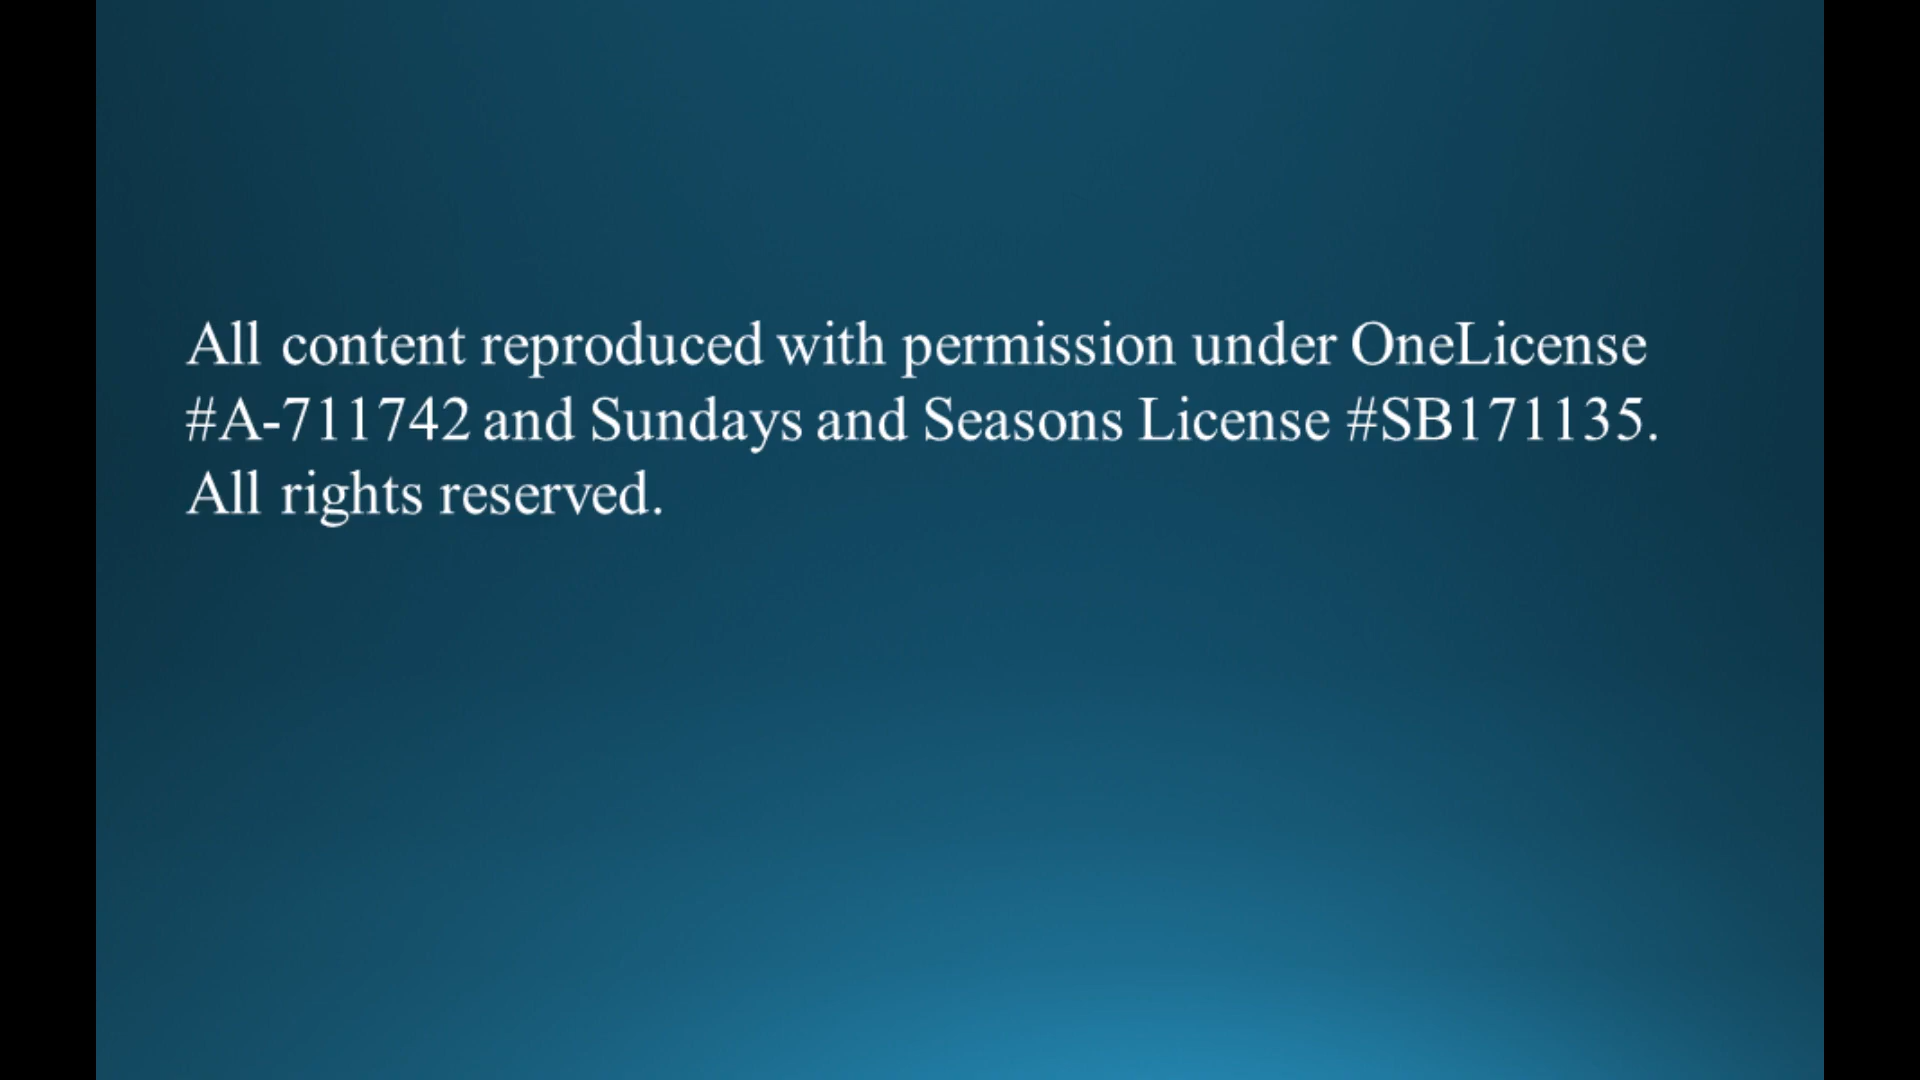 All content reproduced with permission under OneLicense
#A-711742 and Sundays and Seasons License #SB171135.
All rights reserved.